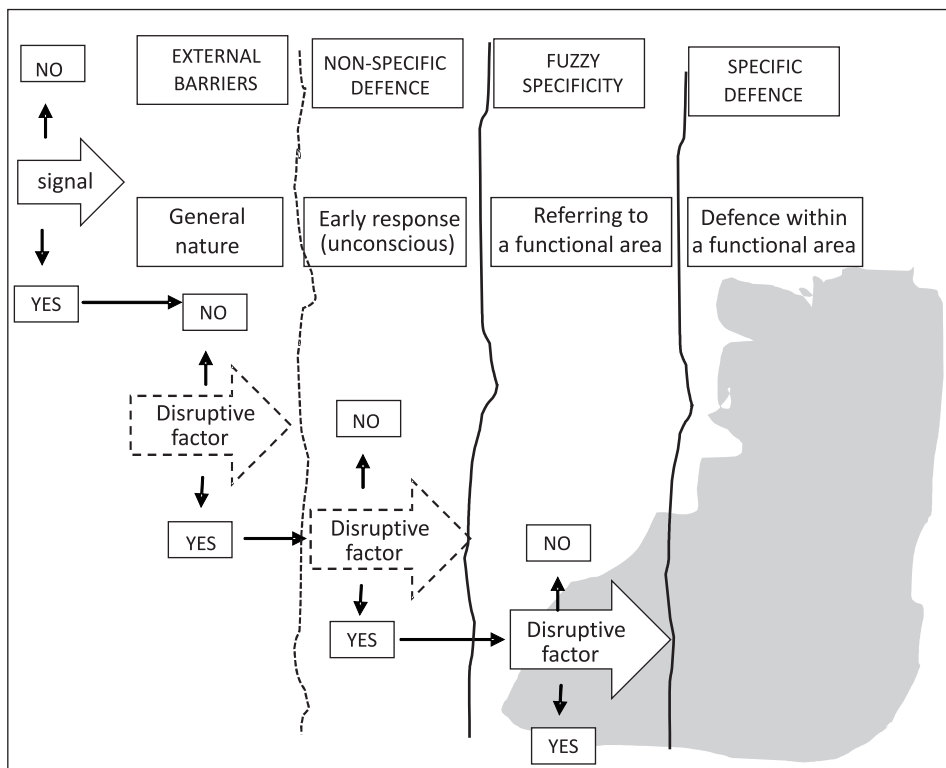 NO
EXTERNAL
BARRIERS
NON-SPECIFIC
DEFENCE
FUZZY
SPECIFICITY
SPECIFIC
DEFENCE
signal
General
nature
Early response
(unconscious)
Referring to
a functional area
Defence within
a functional area
YES
NO
Disruptive
factor
NO
YES
Disruptive
factor
NO
YES
Disruptive
factor
YES